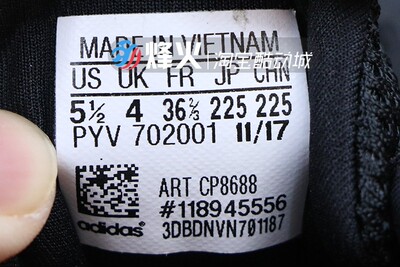 MADE IN VIETNAM
烽火 | 淘宝酷动城
US UK FR JP CHN
5½ 4 36⅔ 225 225
PYV 702001 11/17
ART CP8688
#118945556
adidas 3DBDNVN701187